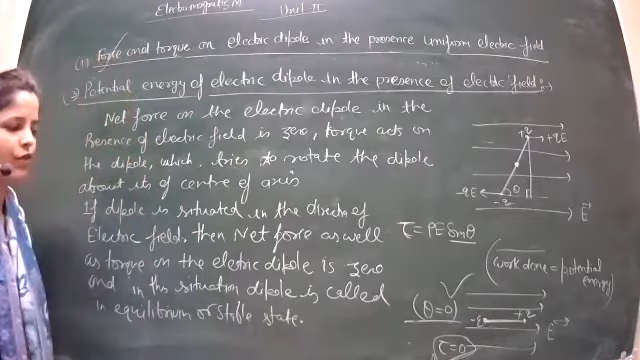 Electromagnetism Unit II
(1) Force and torque on electric dipole in the presence uniform electric field
(2) Potential energy of electric dipole in the presence of electric field :-
Net force on the electric dipole in the
Presence of electric field is zero, torque acts on
the dipole, which tries to rotate the dipole
about its of centre of axis
If dipole is situated in the direction of
Electric field, then Net force as well
as torque on the eletric dipole is zero
and in this situation dipole is called
in equilibrium or stable state.
+q +qE
-qE θ
-q E
τ = PE Sinθ
(work done = potential
energy)
(θ=0) -q +q E
τ=0